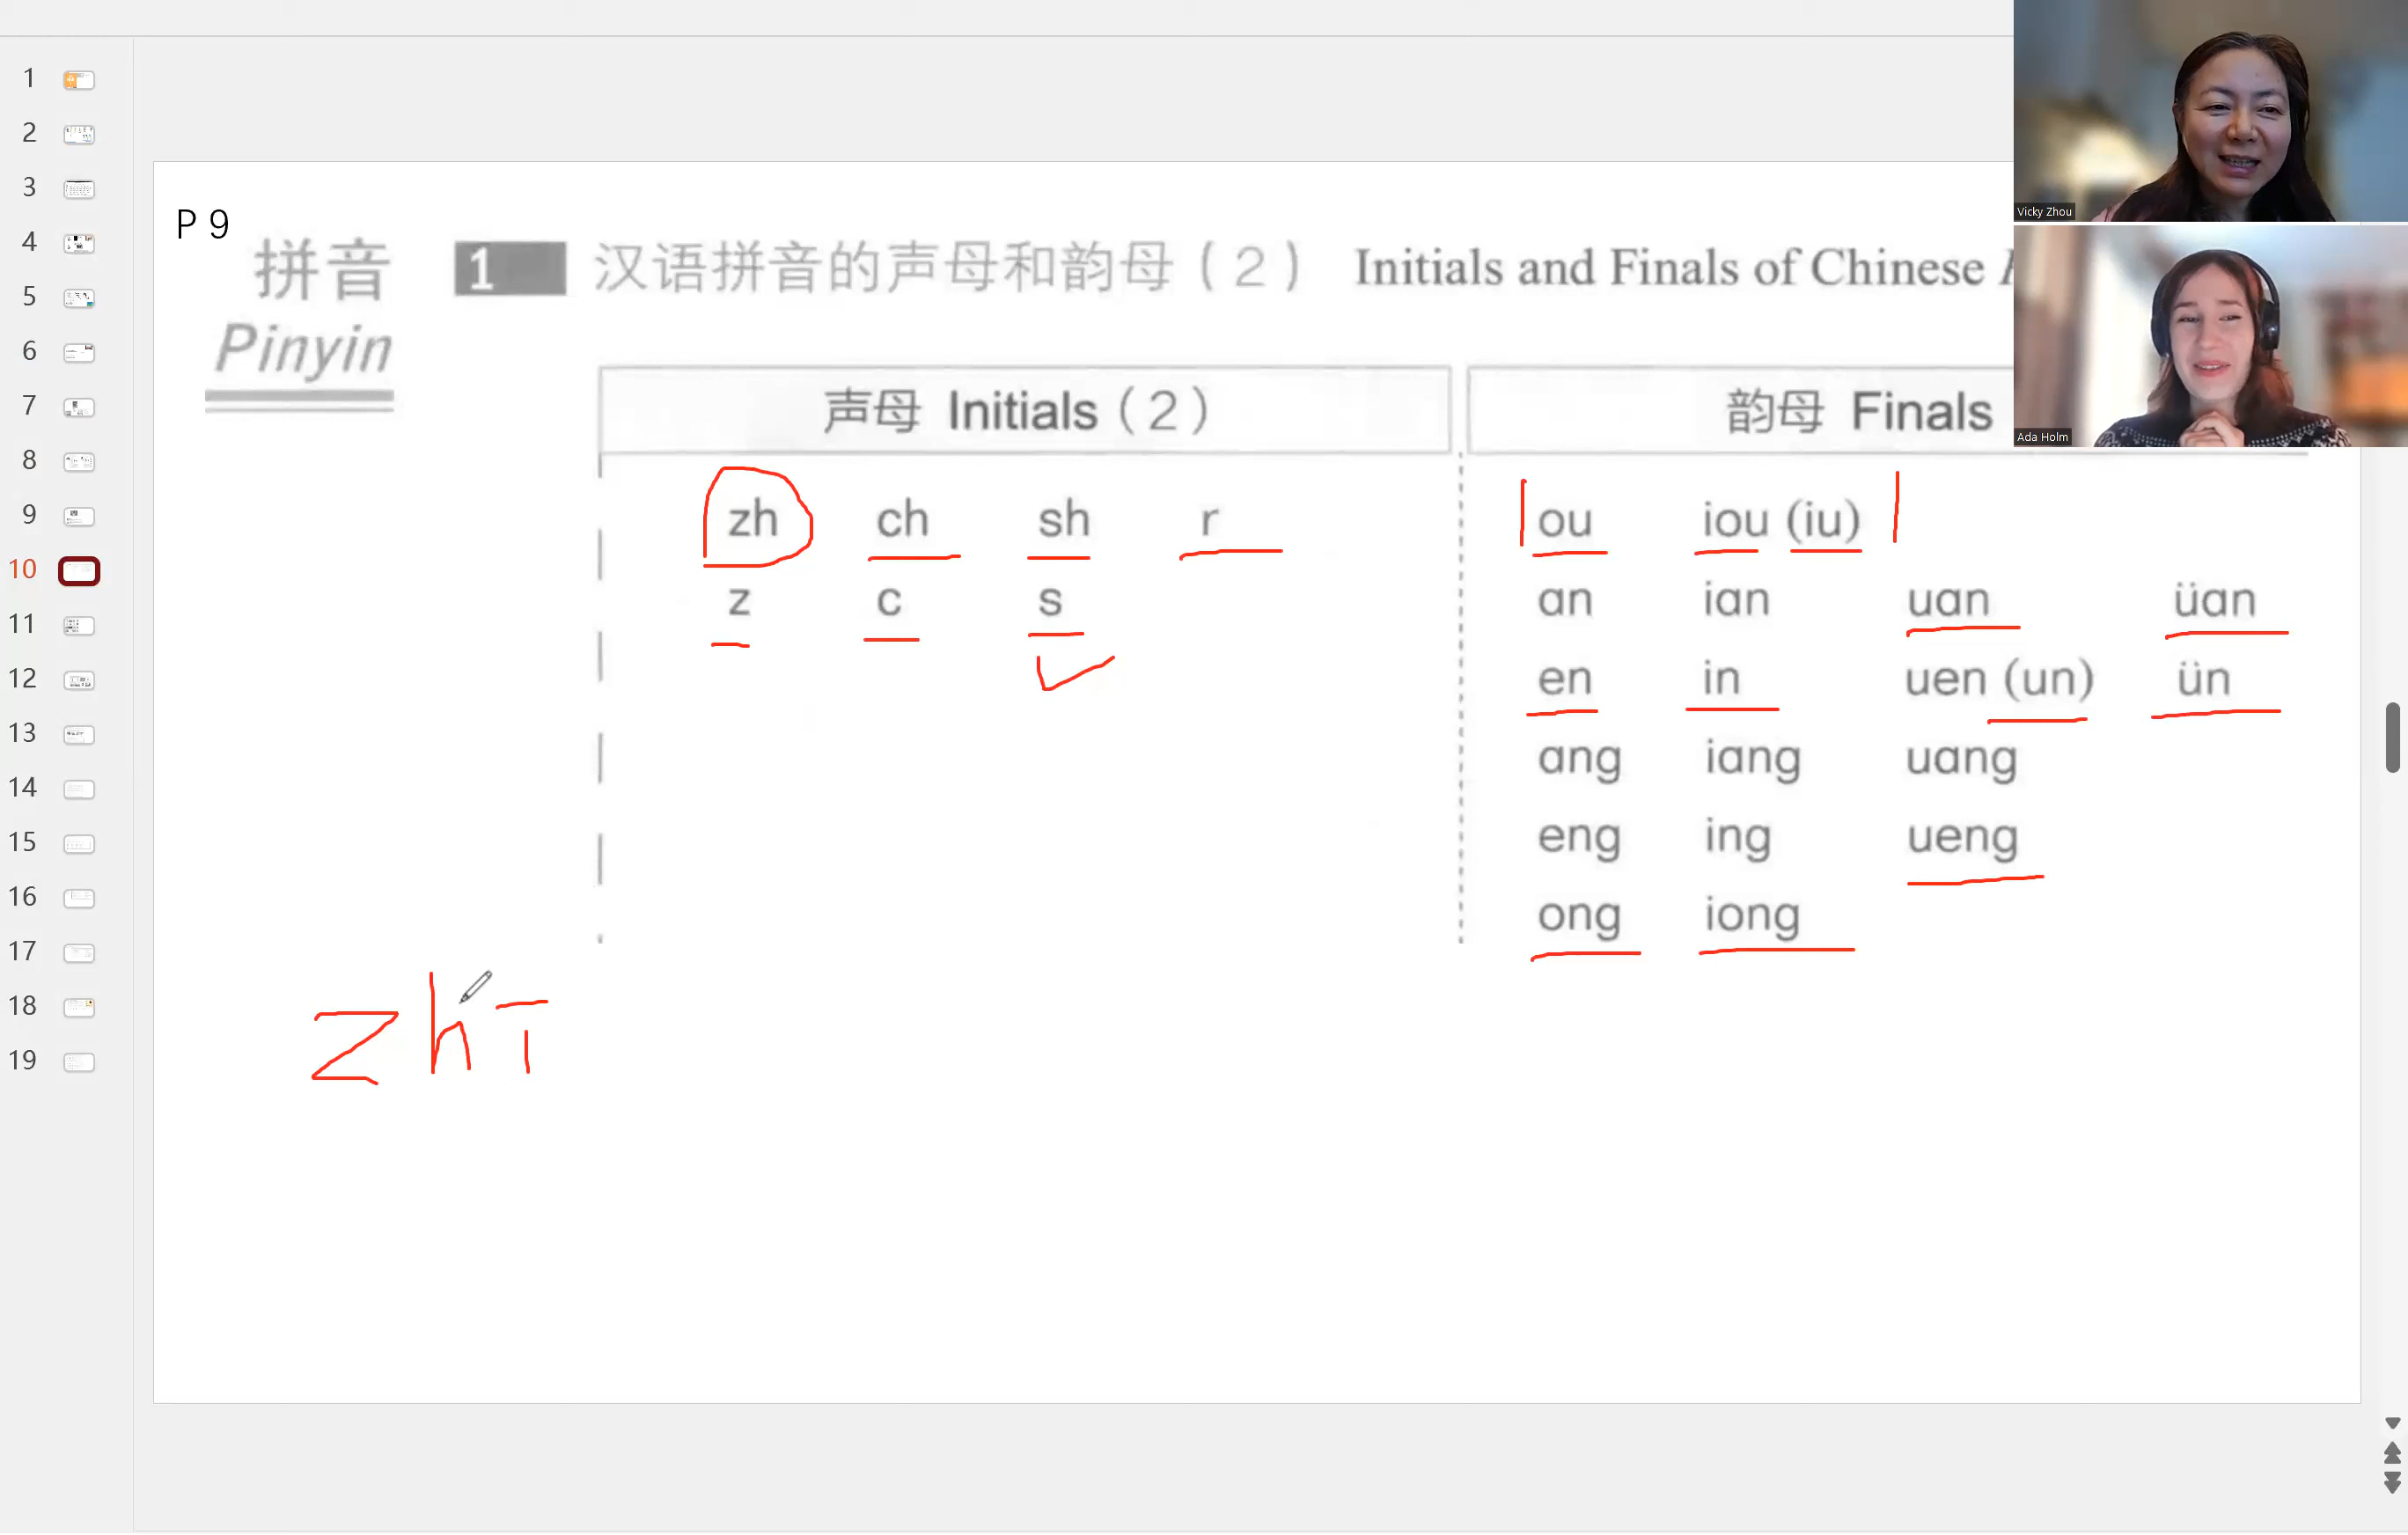 1
2
3
4
5
6
7
8
9
10
11
12
13
14
15
16
17
18
19
P 9
拼音
Pinyin
1 汉语拼音的声母和韵母(2) Initials and Finals of Chinese
声母 Initials (2)
zh ch sh r
z c s
韵母 Finals
ou iou (iu)
an ian uan üan
en in uen (un) ün
ang iang uang
eng ing ueng
ong iong
zhī
Vicky Zhou
Ada Holm